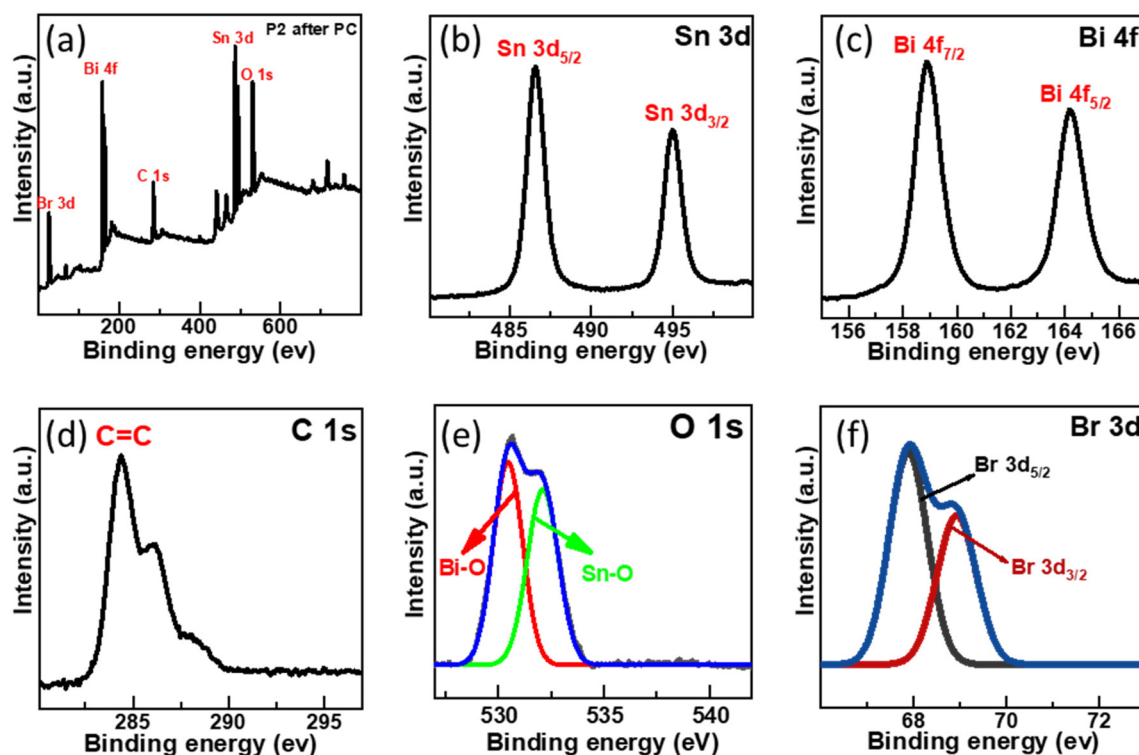 (a)
P2 after PC
Sn 3d
Bi 4f
O 1s
C 1s
Br 3d
Intensity (a.u.)
200 400 600
Binding energy (ev)
(b)
Sn 3d
Sn 3d5/2
Sn 3d3/2
Intensity (a.u.)
485 490 495
Binding energy (ev)
(c)
Bi 4f
Bi 4f7/2
Bi 4f5/2
Intensity (a.u.)
156 158 160 162 164 166
Binding energy (ev)
(d)
C=C
C 1s
Intensity (a.u.)
285 290 295
Binding energy (ev)
(e)
O 1s
Bi-O
Sn-O
Intensity (a.u.)
530 535 540
Binding energy (eV)
(f)
Br 3d
Br 3d5/2
Br 3d3/2
Intensity (a.u.)
68 70 72
Binding energy (ev)